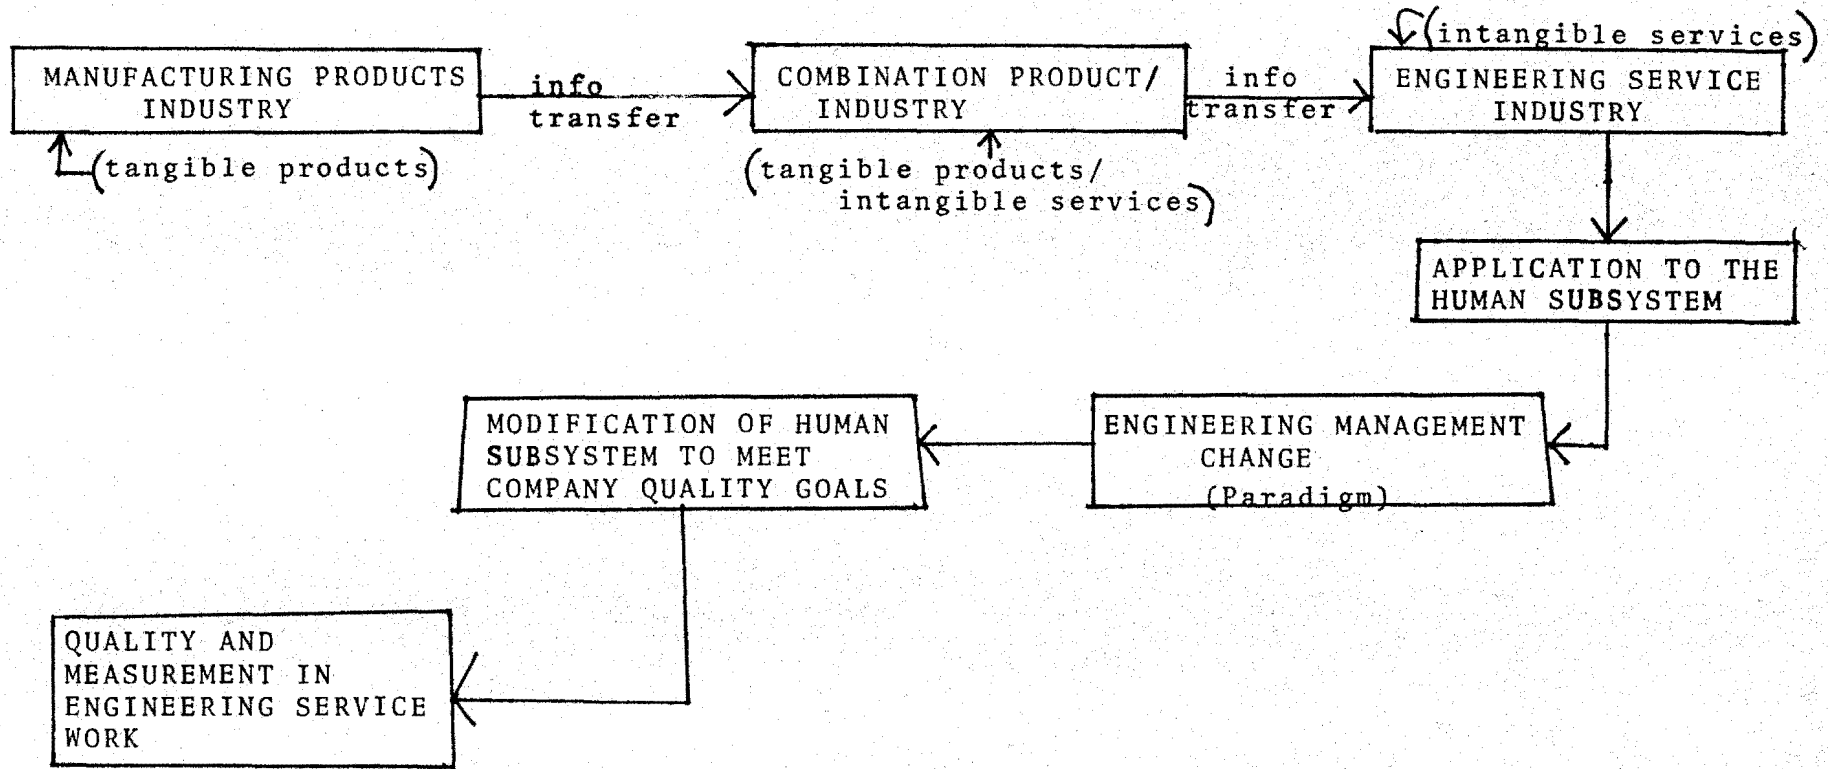 (intangible services)
MANUFACTURING PRODUCTS
INDUSTRY
info
transfer
COMBINATION PRODUCT/
INDUSTRY
info
transfer
ENGINEERING SERVICE
INDUSTRY
(tangible products)
(tangible products/
intangible services)
APPLICATION TO THE
HUMAN SUBSYSTEM
MODIFICATION OF HUMAN
SUBSYSTEM TO MEET
COMPANY QUALITY GOALS
ENGINEERING MANAGEMENT
CHANGE
(Paradigm)
QUALITY AND
MEASUREMENT IN
ENGINEERING SERVICE
WORK